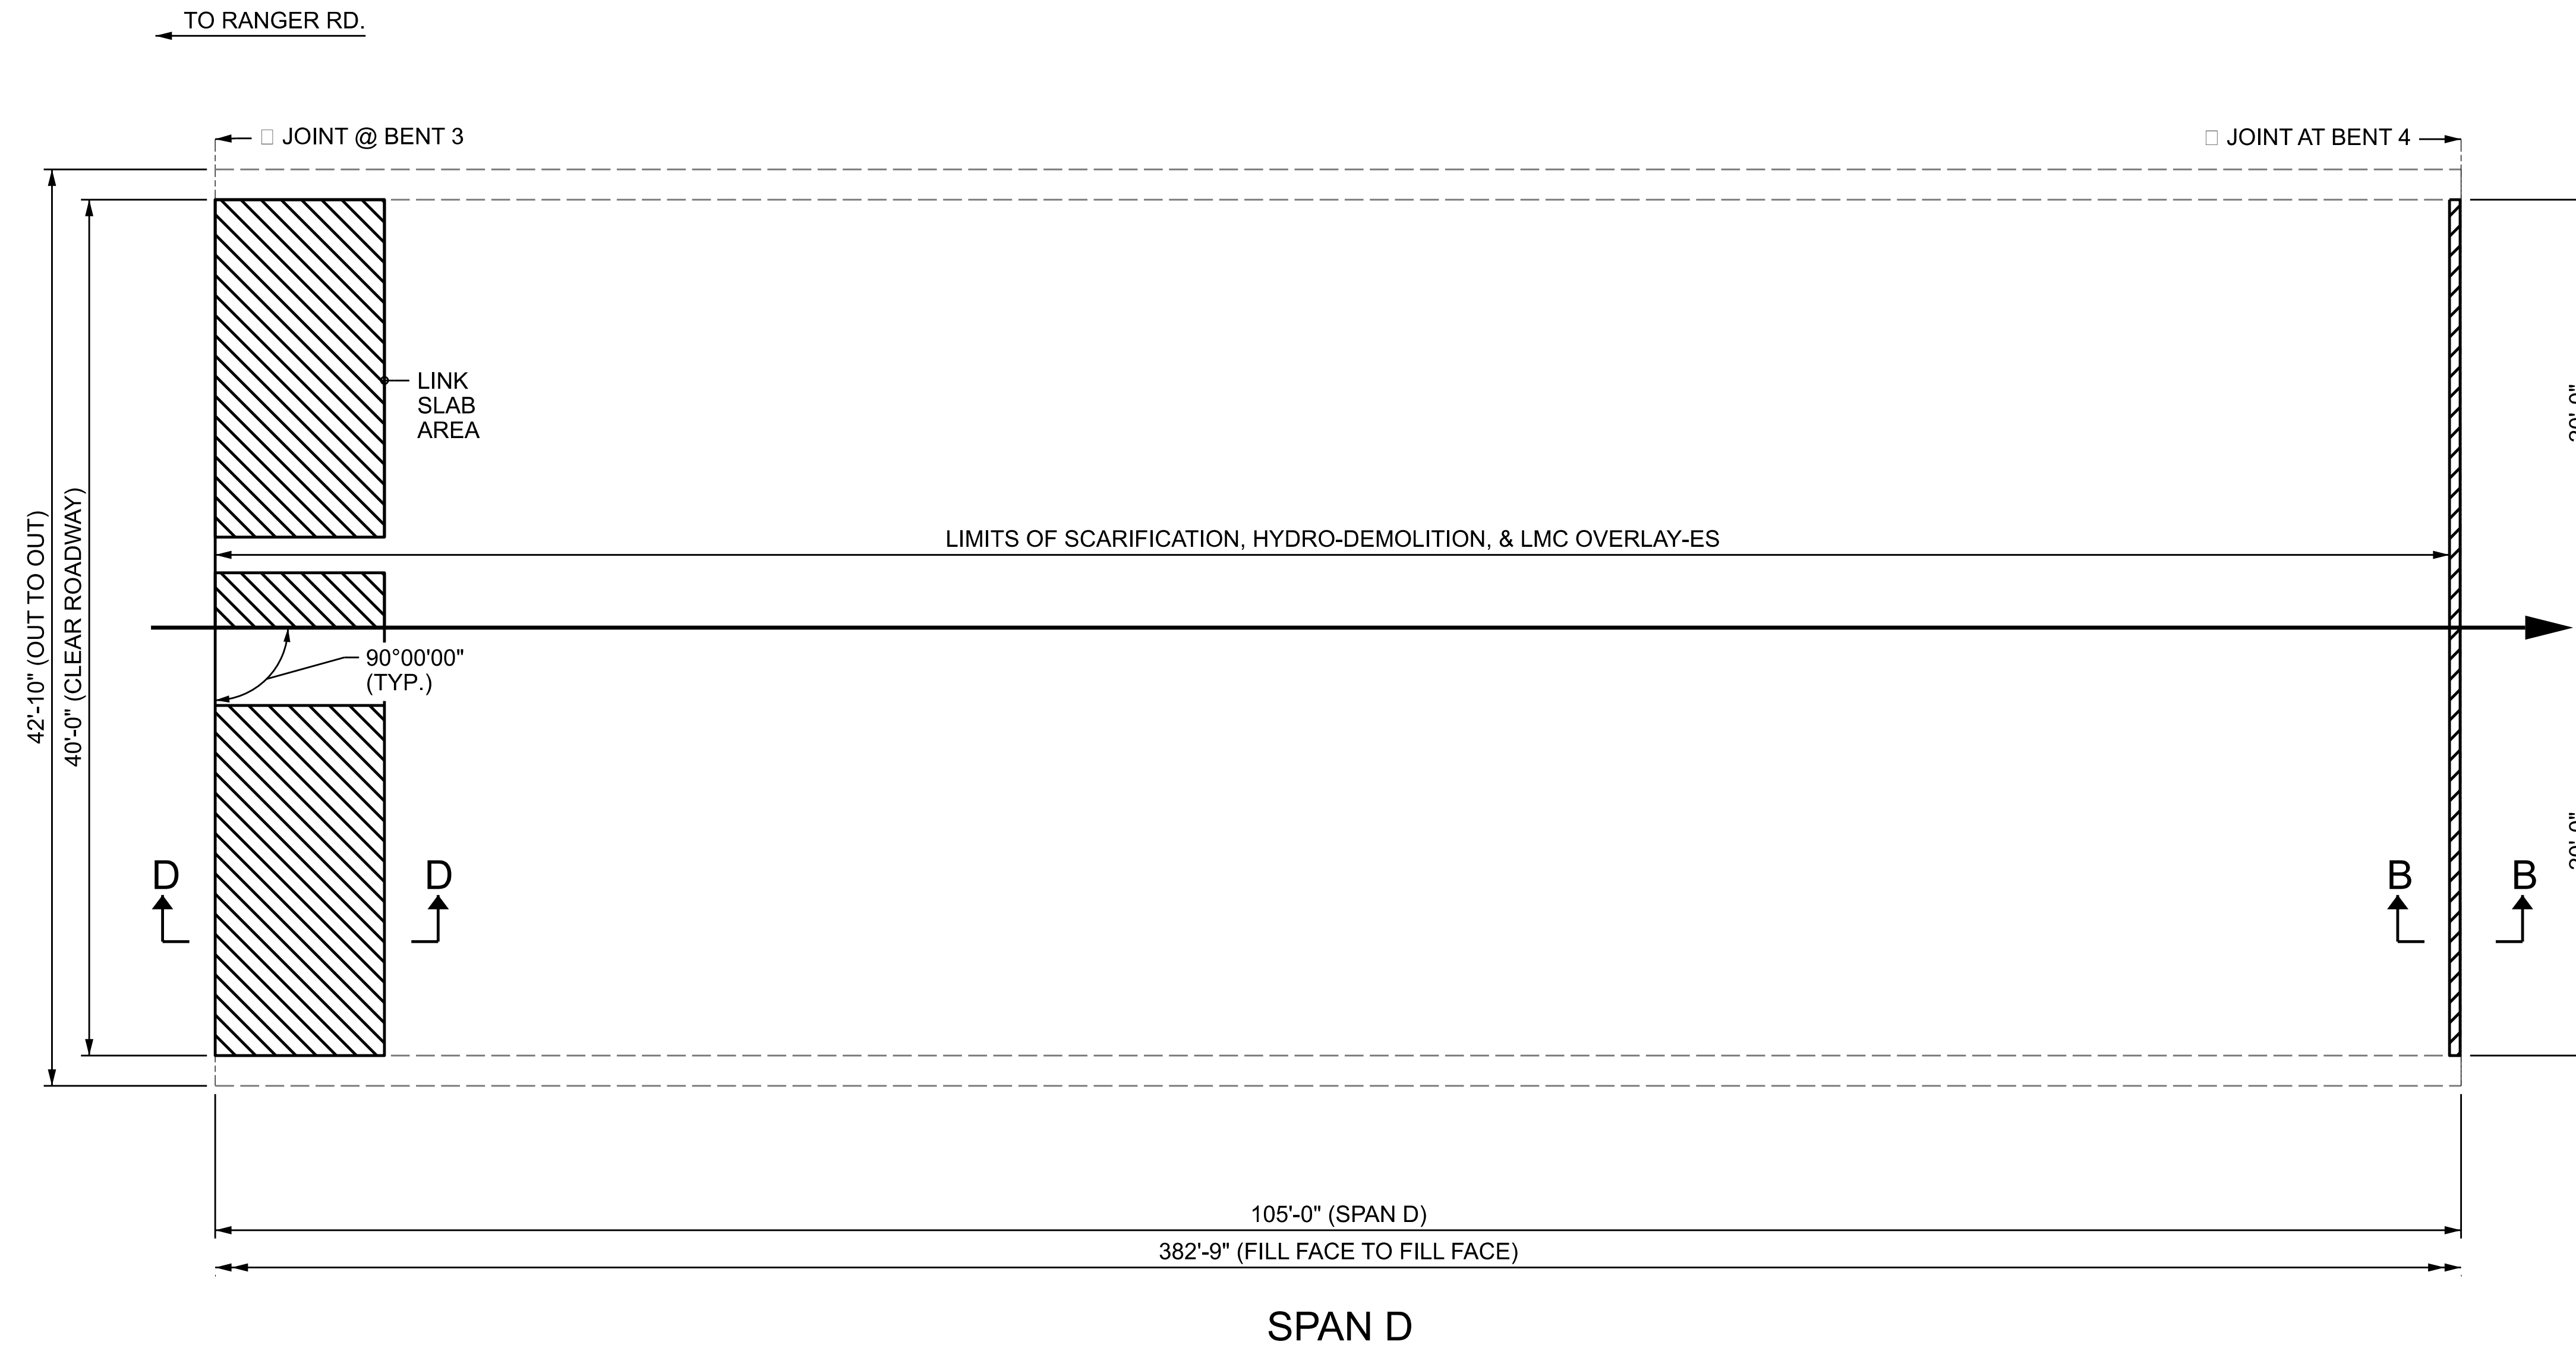 TO RANGER RD.
JOINT @ BENT 3
JOINT AT BENT 4
LINK
SLAB
AREA
42'-10" (OUT TO OUT)
40'-0" (CLEAR ROADWAY)
LIMITS OF SCARIFICATION, HYDRO-DEMOLITION, & LMC OVERLAY-ES
90°00'00"
(TYP.)
D
D
B
B
105'-0" (SPAN D)
382'-9" (FILL FACE TO FILL FACE)
SPAN D